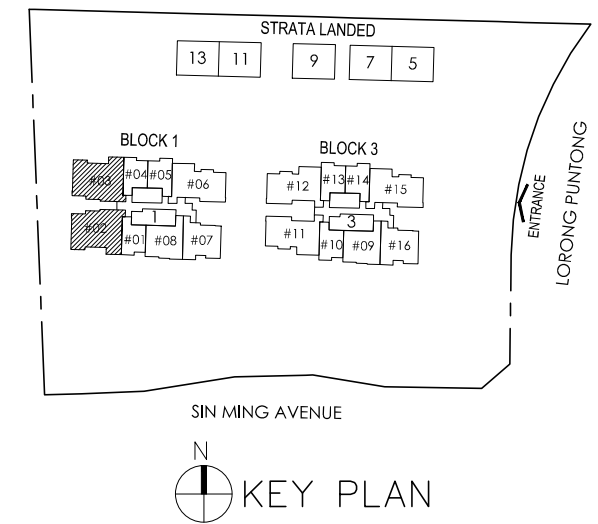 STRATA LANDED
13 11 9 7 5
BLOCK 1
BLOCK 3
#03 #04 #05 #06
#12 #13 #14 #15
1
3
#02 #01 #08 #07
#11 #10 #09 #16
ENTRANCE
LORONG PUNTONG
SIN MING AVENUE
N
KEY PLAN